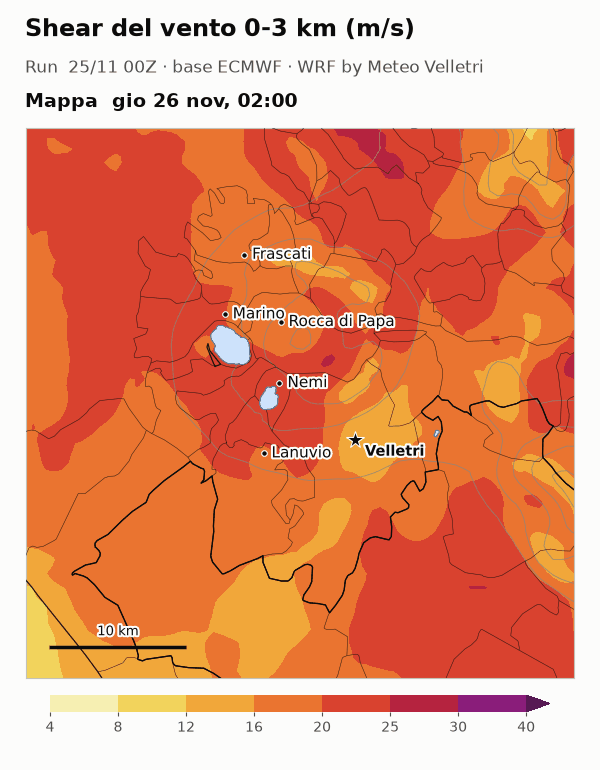 Shear del vento 0-3 km (m/s)
Run  25/11 00Z · base ECMWF · WRF by Meteo Velletri
Mappa  gio 26 nov, 02:00
Frascati
Marino
Rocca di Papa
Nemi
Velletri
Lanuvio
10 km
4 8 12 16 20 25 30 40